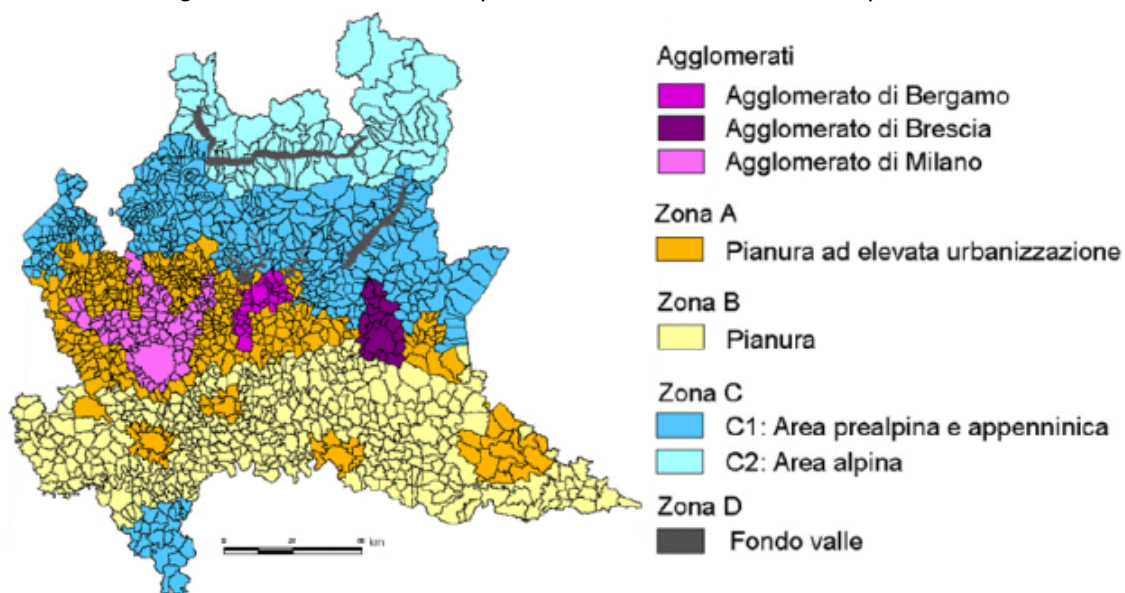 Agglomerati
Agglomerato di Bergamo
Agglomerato di Brescia
Agglomerato di Milano
Zona A
Pianura ad elevata urbanizzazione
Zona B
Pianura
Zona C
C1: Area prealpina e appenninica
C2: Area alpina
Zona D
Fondo valle
km